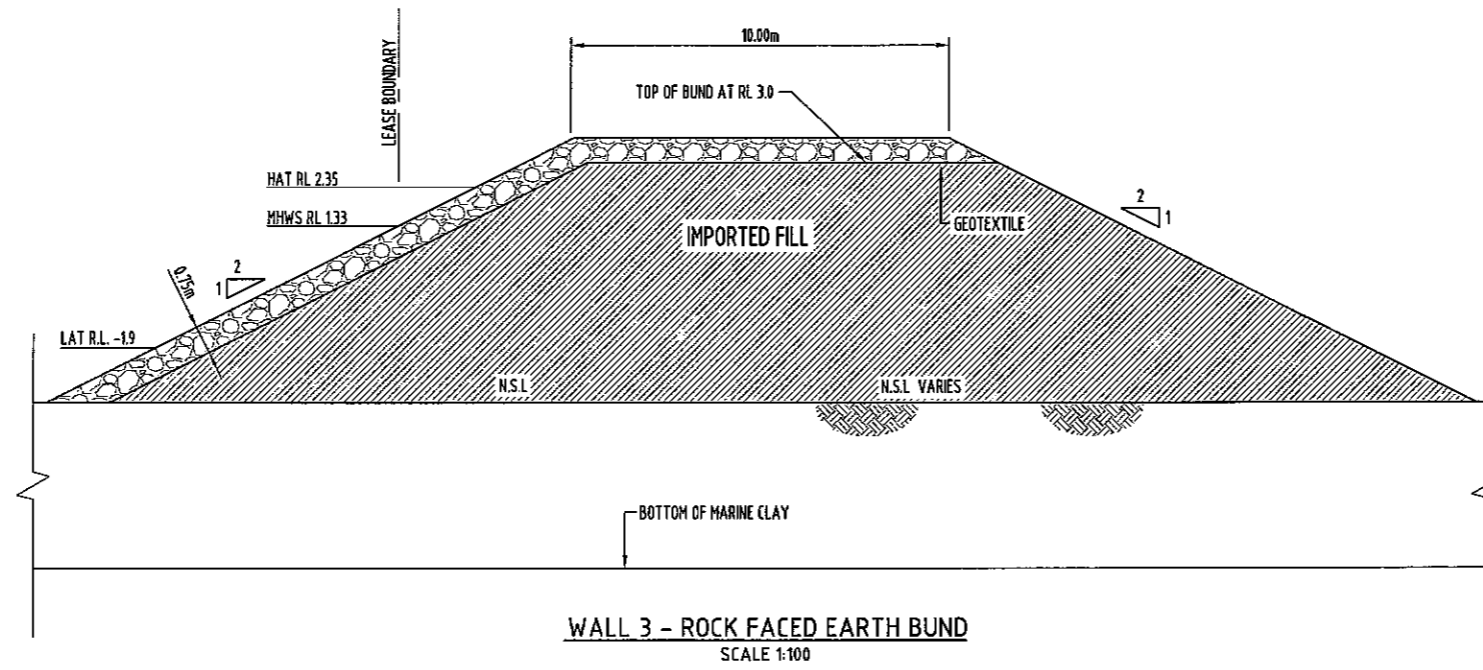 10.00m
LEASE BOUNDARY
TOP OF BUND AT RL 3.0
HAT RL 2.35
MHWS RL 1.33
IMPORTED FILL
GEOTEXTILE
2
1
2
1
0.75m
LAT R.L. -1.9
N.S.L
N.S.L VARIES
BOTTOM OF MARINE CLAY
WALL 3 - ROCK FACED EARTH BUND
SCALE 1:100